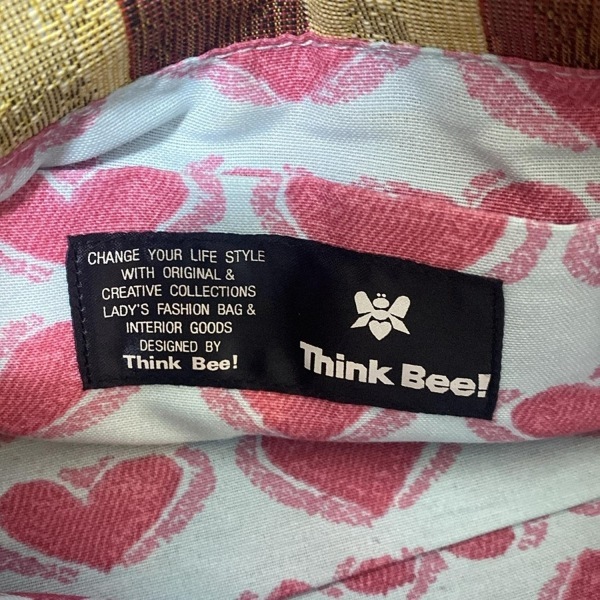 CHANGE YOUR LIFE STYLE
WITH ORIGINAL &
CREATIVE COLLECTIONS
LADY'S FASHION BAG &
INTERIOR GOODS
DESIGNED BY
Think Bee!
Think Bee!